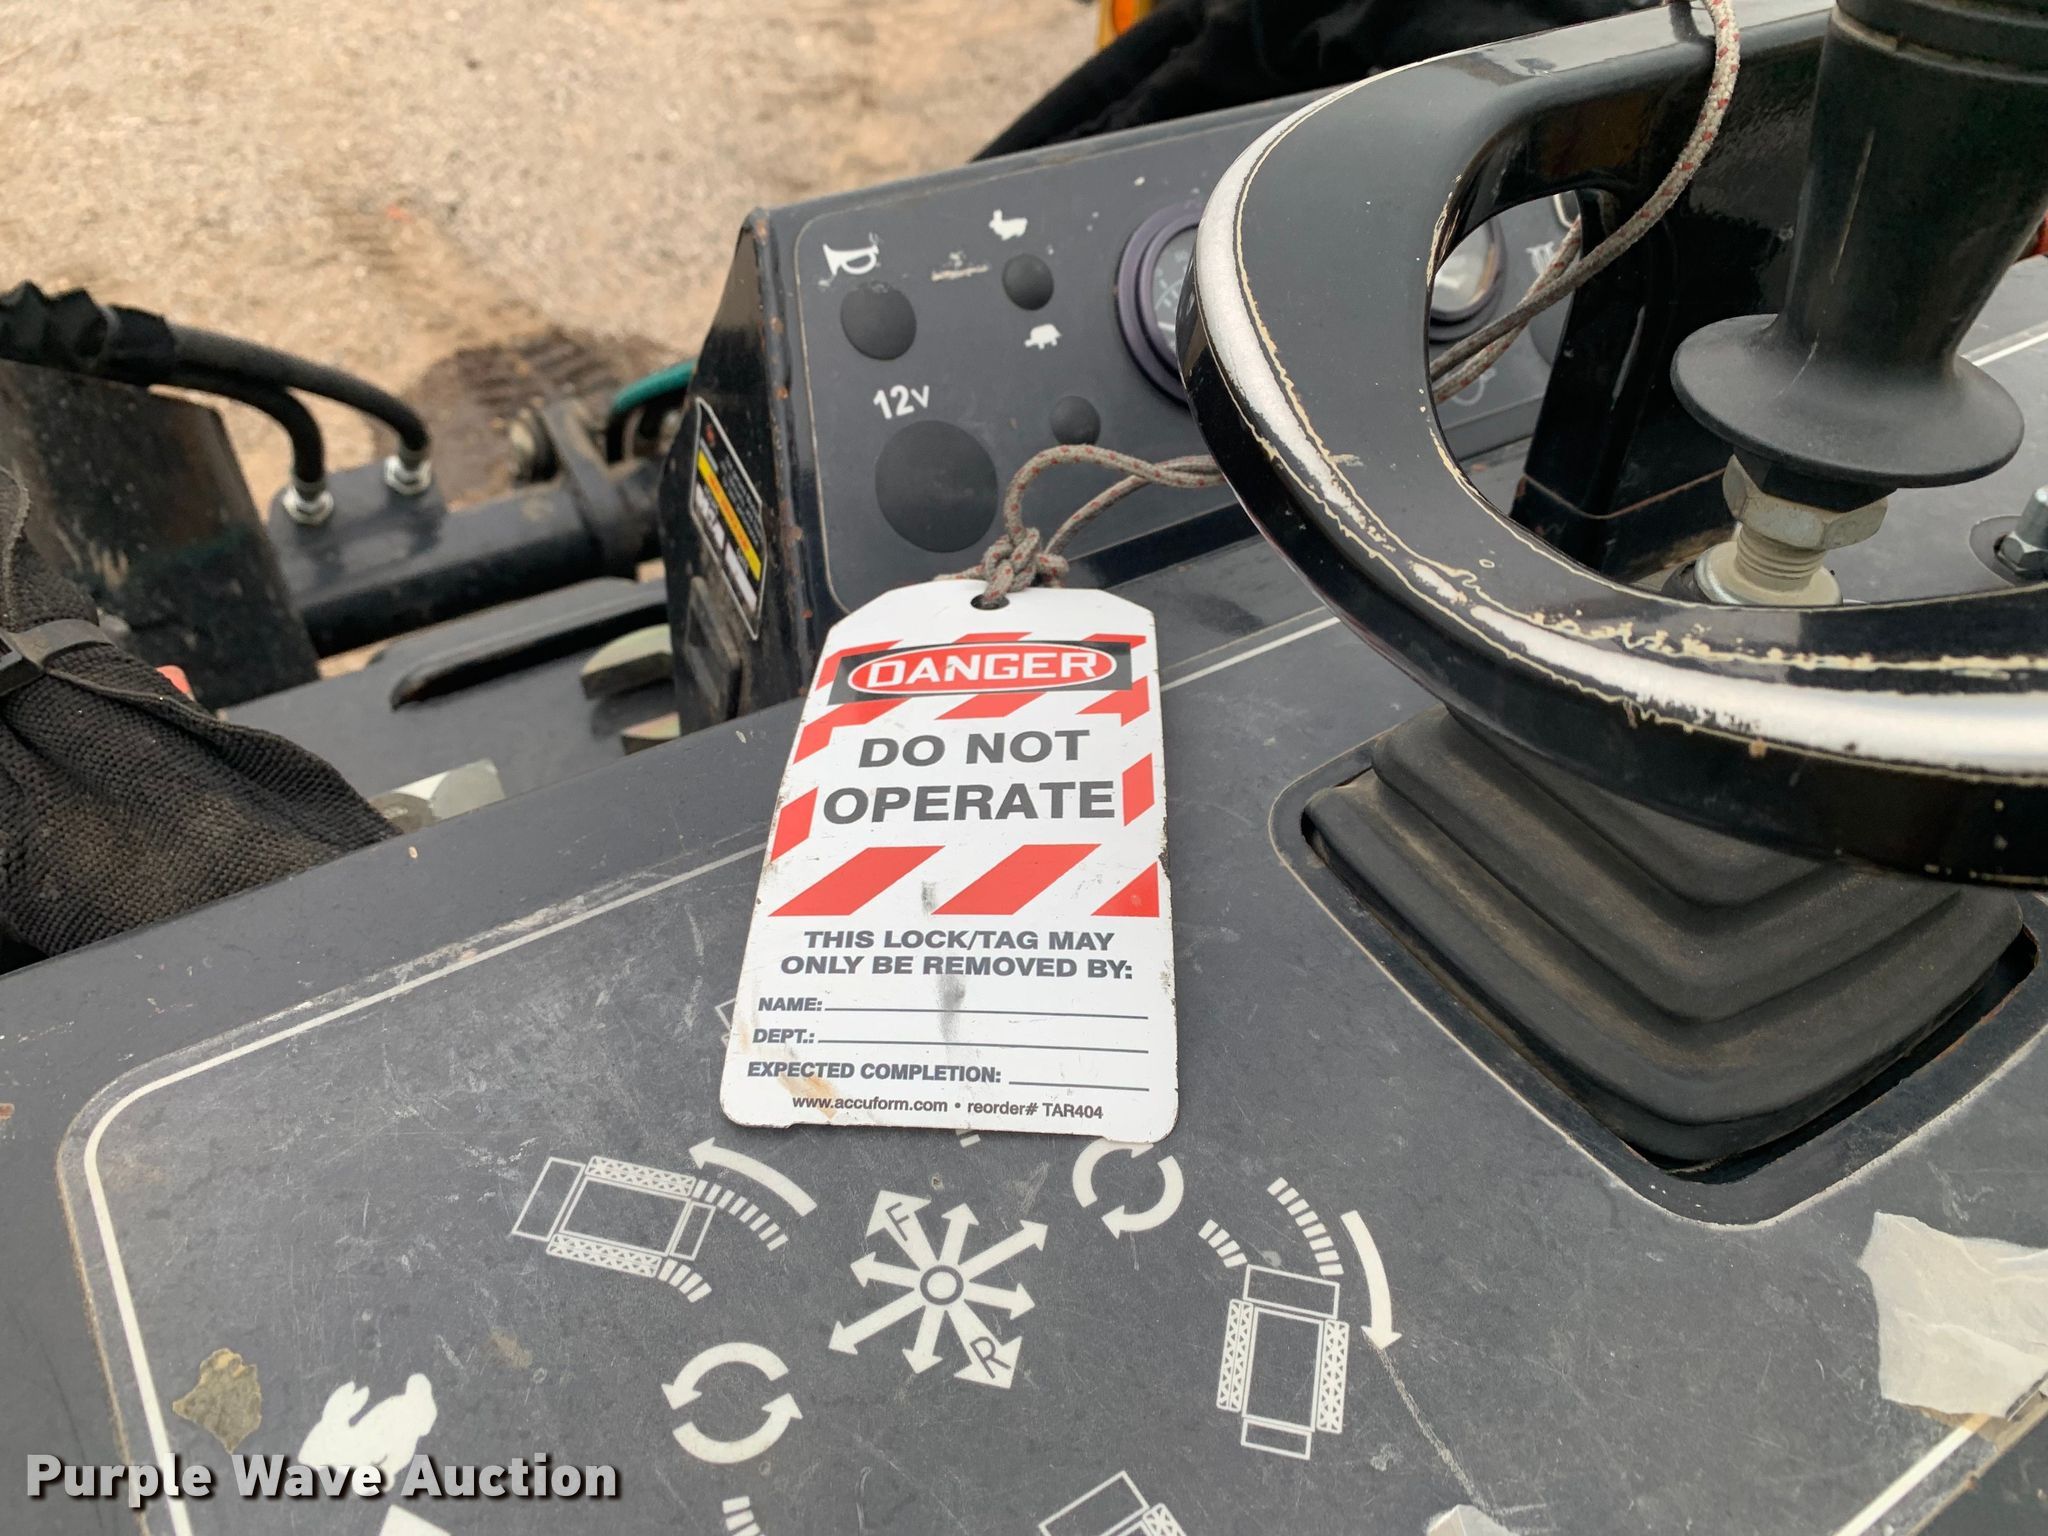 12V
DANGER
DO NOT
OPERATE
THIS LOCK/TAG MAY
ONLY BE REMOVED BY:
NAME:
DEPT.:
EXPECTED COMPLETION:
www.accuform.com • reorder# TAR404
F
R
Purple Wave Auction